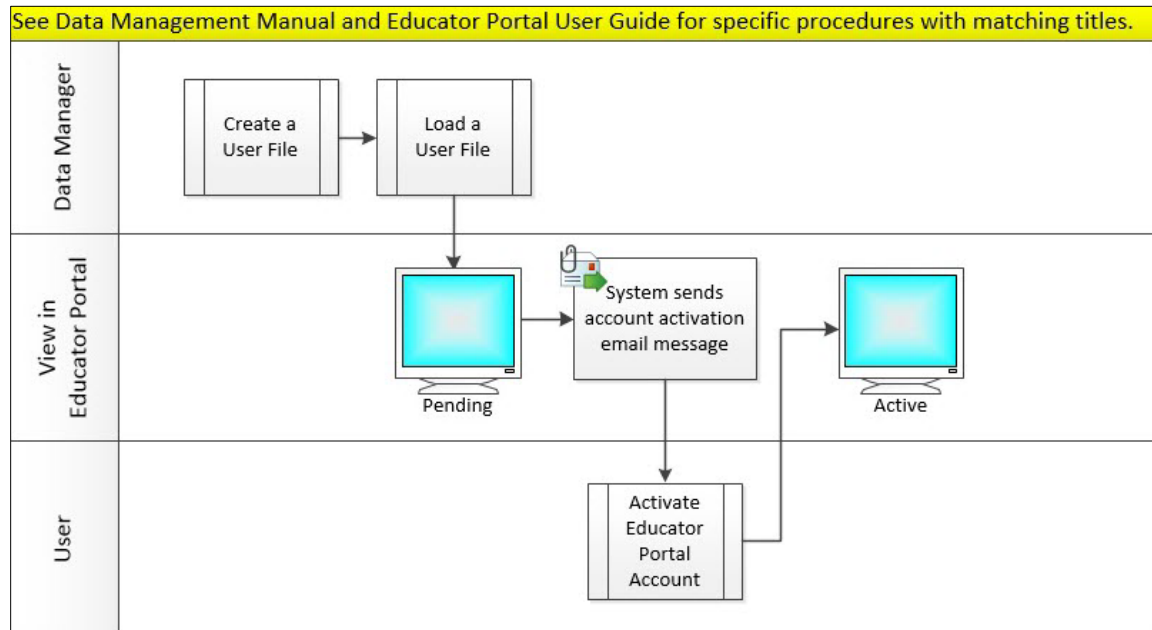 See Data Management Manual and Educator Portal User Guide for specific procedures with matching titles.
Data Manager
Create a
User File
Load a
User File
View in
Educator Portal
Pending
System sends
account activation
email message
Active
User
Activate
Educator
Portal
Account